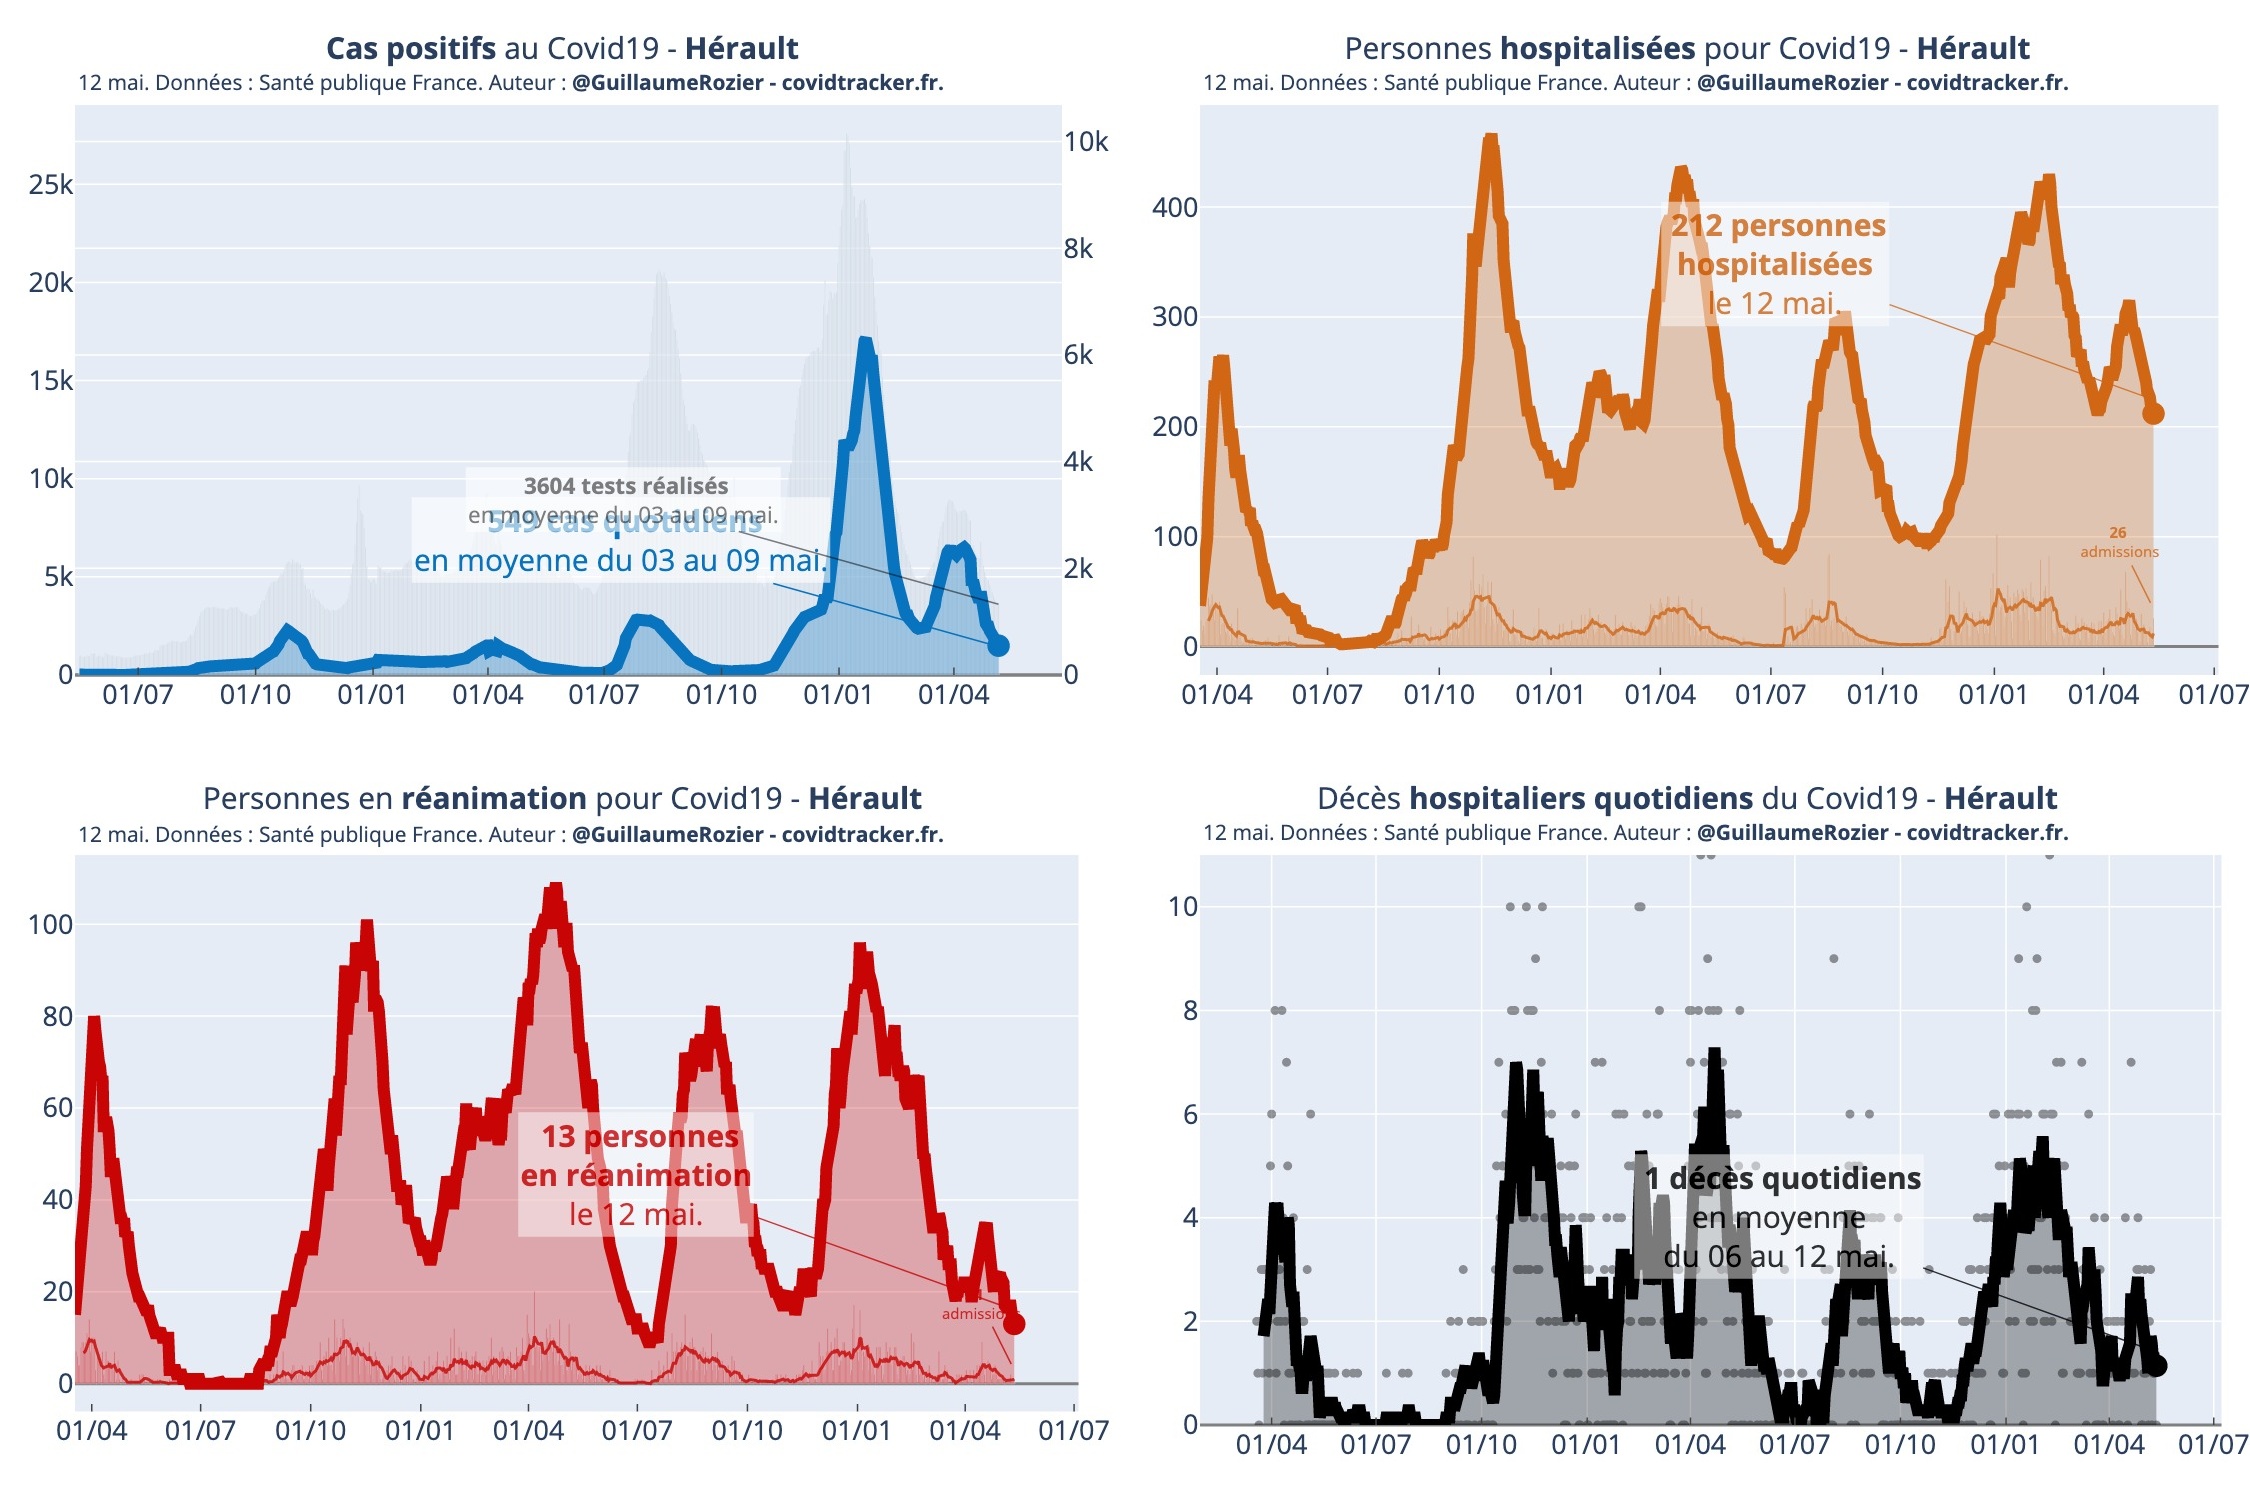 Cas positifs au Covid19 - Hérault
12 mai. Données : Santé publique France. Auteur : @GuillaumeRozier - covidtracker.fr.
25k
20k
15k
10k
5k
0
10k
8k
6k
4k
2k
0
3604 tests réalisés
en moyenne du 03 au 09 mai.
549 cas quotidiens
en moyenne du 03 au 09 mai.
01/07 01/10 01/01 01/04 01/07 01/10 01/01 01/04
Personnes hospitalisées pour Covid19 - Hérault
12 mai. Données : Santé publique France. Auteur : @GuillaumeRozier - covidtracker.fr.
400
300
200
100
0
212 personnes
hospitalisées
le 12 mai.
26
admissions
01/04 01/07 01/10 01/01 01/04 01/07 01/10 01/01 01/04 01/07
Personnes en réanimation pour Covid19 - Hérault
12 mai. Données : Santé publique France. Auteur : @GuillaumeRozier - covidtracker.fr.
100
80
60
40
20
0
13 personnes
en réanimation
le 12 mai.
admissions
01/04 01/07 01/10 01/01 01/04 01/07 01/10 01/01 01/04 01/07
Décès hospitaliers quotidiens du Covid19 - Hérault
12 mai. Données : Santé publique France. Auteur : @GuillaumeRozier - covidtracker.fr.
10
8
6
4
2
0
1 décès quotidiens
en moyenne
du 06 au 12 mai.
01/04 01/07 01/10 01/01 01/04 01/07 01/10 01/01 01/04 01/07